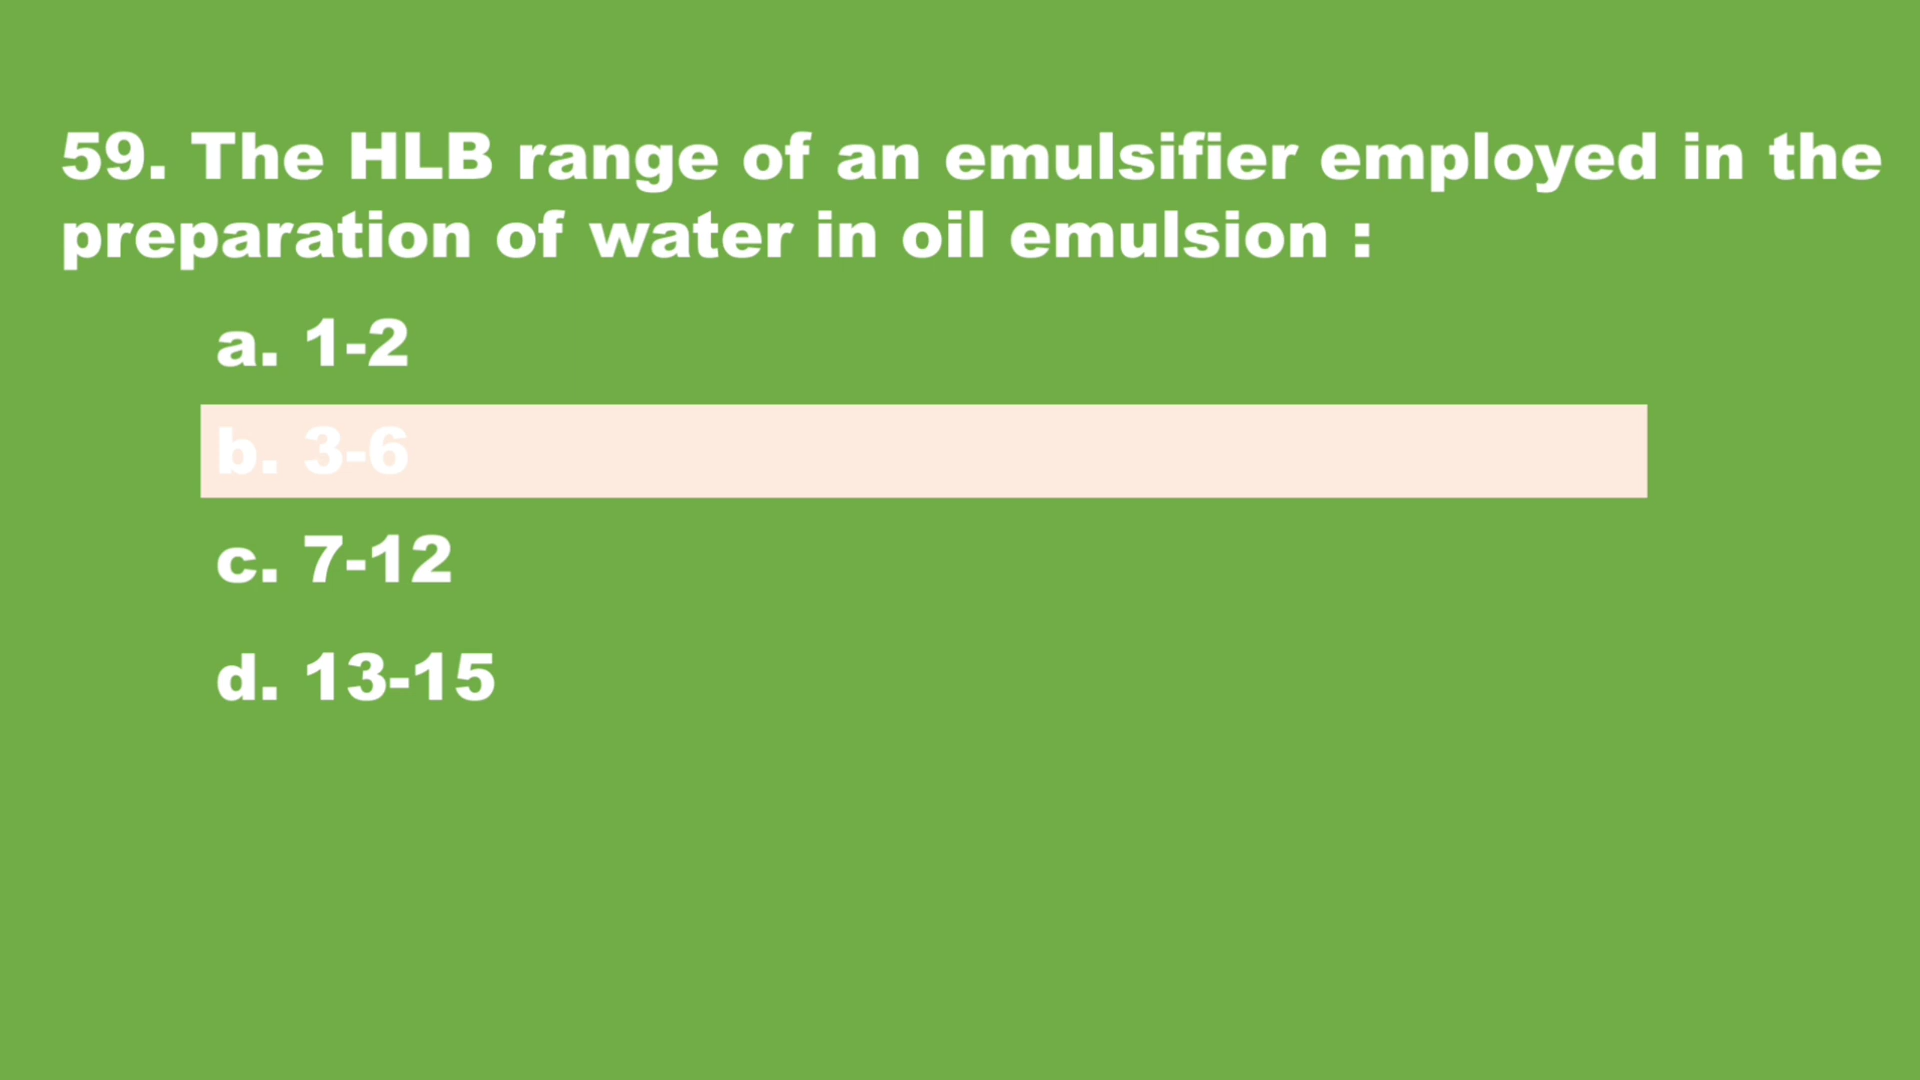 59. The HLB range of an emulsifier employed in the
preparation of water in oil emulsion :
a. 1-2
b. 3-6
c. 7-12
d. 13-15